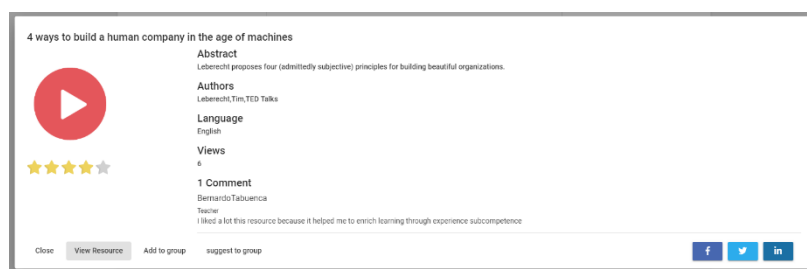 4 ways to build a human company in the age of machines
Abstract
Leberecht proposes four (admittedly subjective) principles for building beautiful organizations.
Authors
Leberecht,Tim,TED Talks
Language
English
Views
6
1 Comment
BernardoTabuenca
Teacher
I liked a lot this resource because it helped me to enrich learning through experience subcompetence
Close View Resource Add to group suggest to group f in